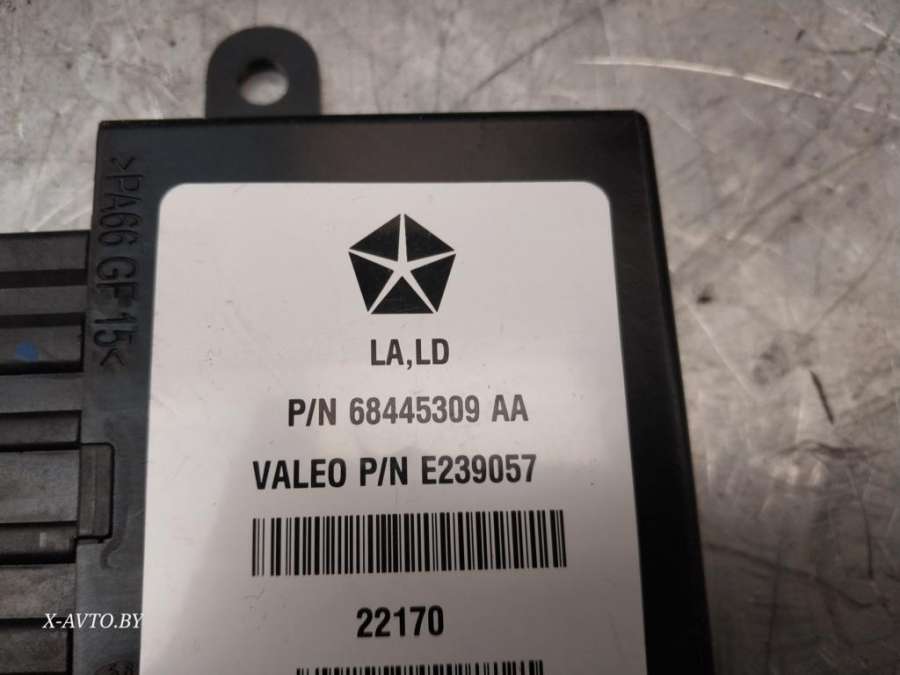 >PA66 GF15<
LA,LD
P/N 68445309 AA
VALEO P/N E239057
22170
X-AVTO.BY